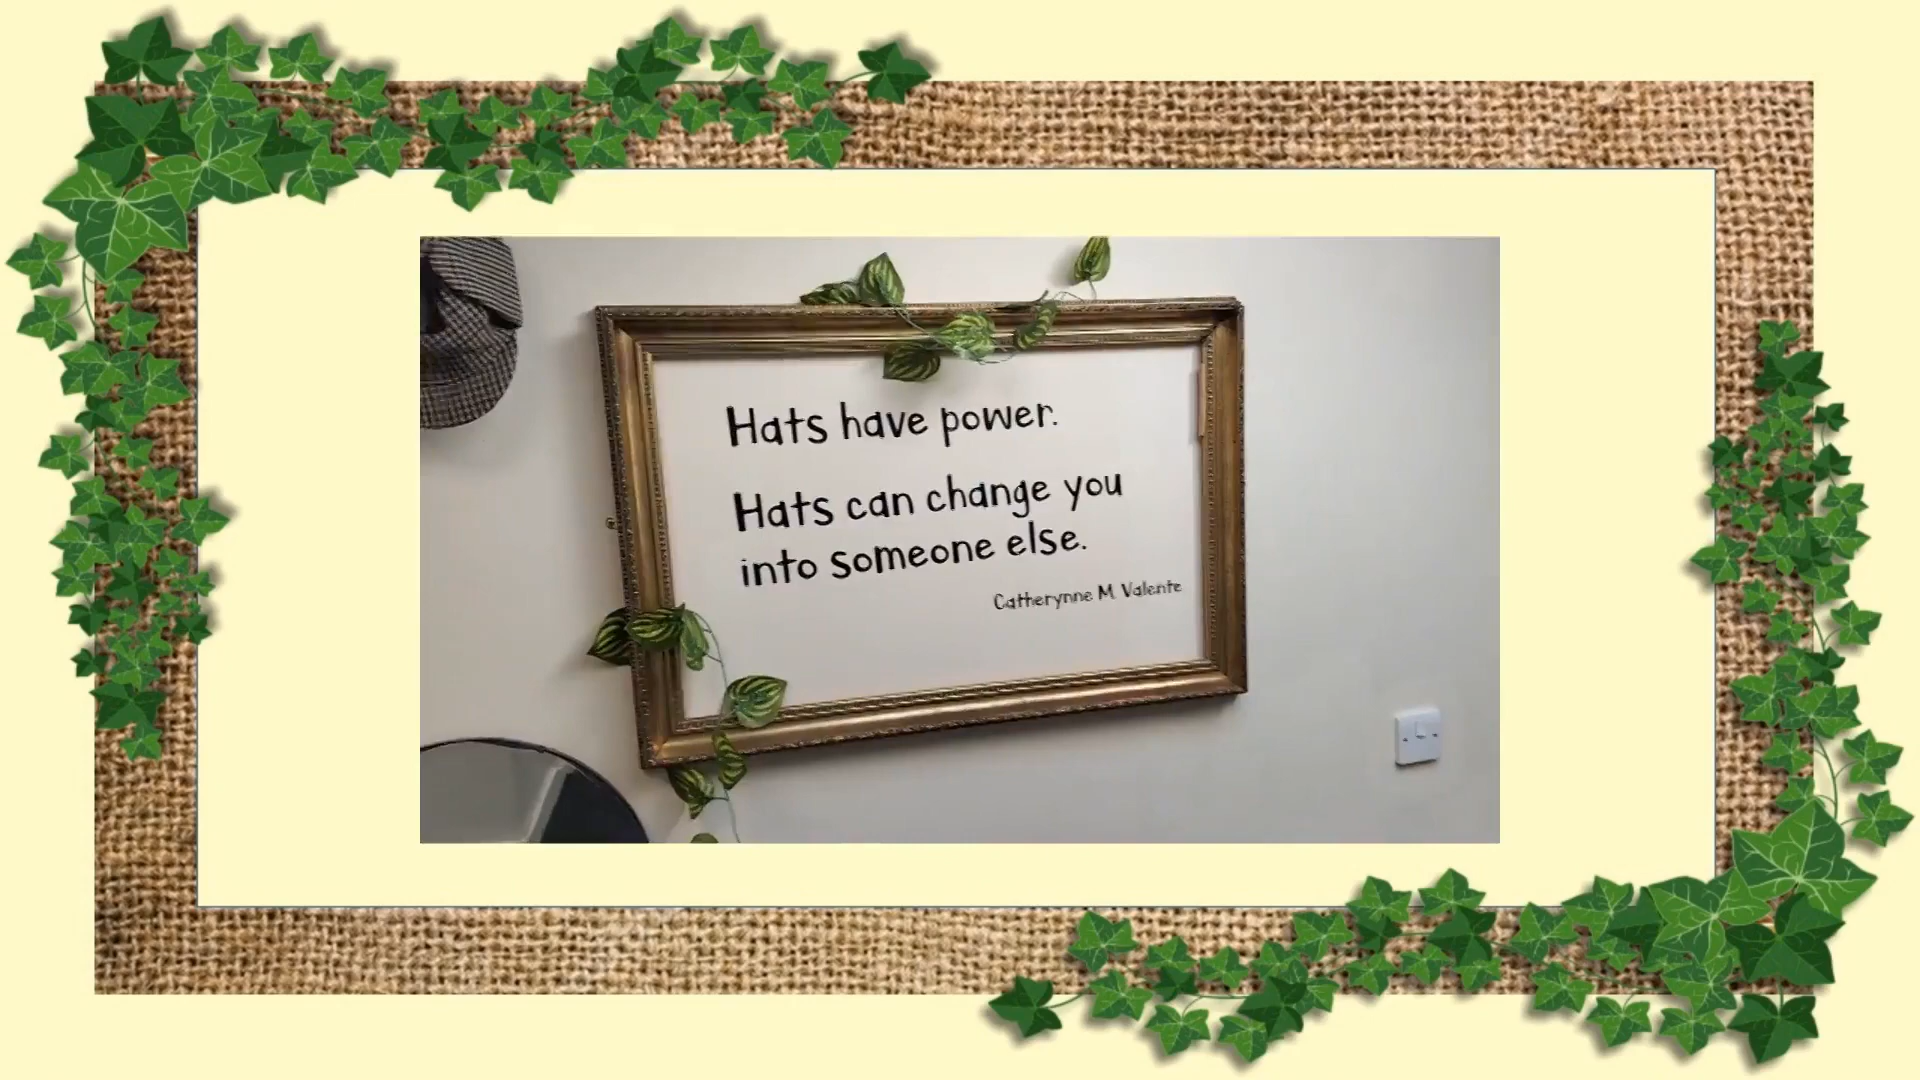 Hats have power.
Hats can change you
into someone else.
Catherynne M. Valente